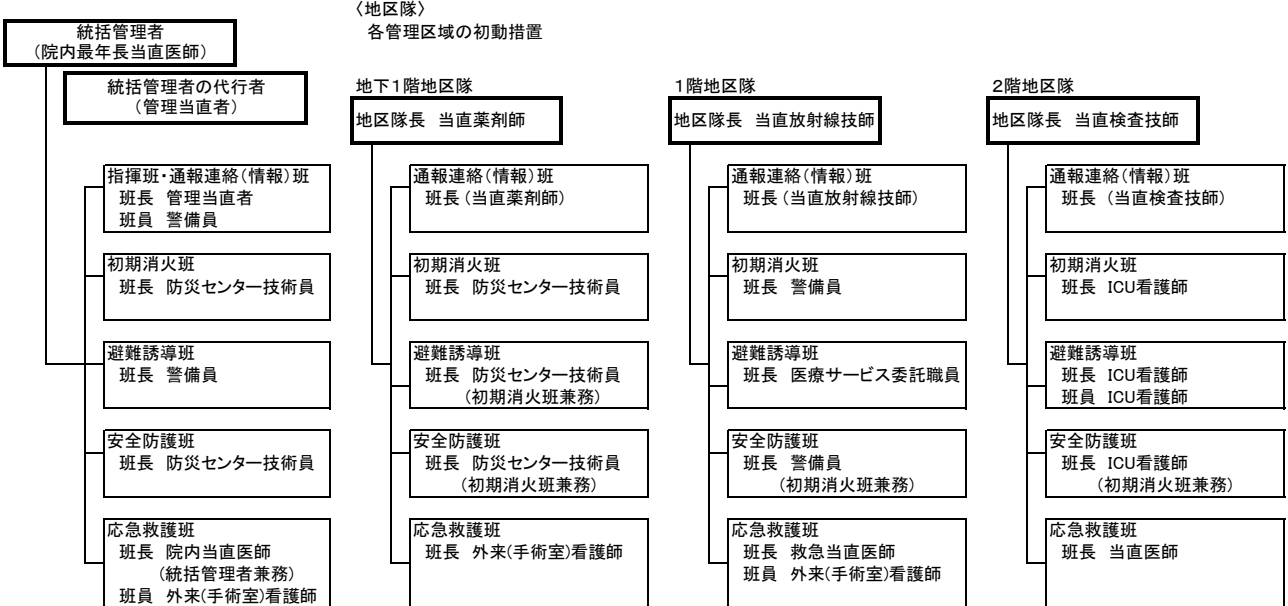 〈地区隊〉
各管理区域の初動措置
統括管理者
(院内最年長当直医師)
統括管理者の代行者
(管理当直者)
指揮班・通報連絡(情報)班
班長 管理当直者
班員 警備員
初期消火班
班長 防災センター技術員
避難誘導班
班長 警備員
安全防護班
班長 防災センター技術員
応急救護班
班長 院内当直医師
(統括管理者兼務)
班員 外来(手術室)看護師
地下1階地区隊
地区隊長 当直薬剤師
通報連絡(情報)班
班長(当直薬剤師)
初期消火班
班長 防災センター技術員
避難誘導班
班長 防災センター技術員
(初期消火班兼務)
安全防護班
班長 防災センター技術員
(初期消火班兼務)
応急救護班
班長 外来(手術室)看護師
1階地区隊
地区隊長 当直放射線技師
通報連絡(情報)班
班長(当直放射線技師)
初期消火班
班長 警備員
避難誘導班
班長 医療サービス委託職員
安全防護班
班長 警備員
(初期消火班兼務)
応急救護班
班長 救急当直医師
班員 外来(手術室)看護師
2階地区隊
地区隊長 当直検査技師
通報連絡(情報)班
班長 (当直検査技師)
初期消火班
班長 ICU看護師
避難誘導班
班長 ICU看護師
班員 ICU看護師
安全防護班
班長 ICU看護師
(初期消火班兼務)
応急救護班
班長 当直医師